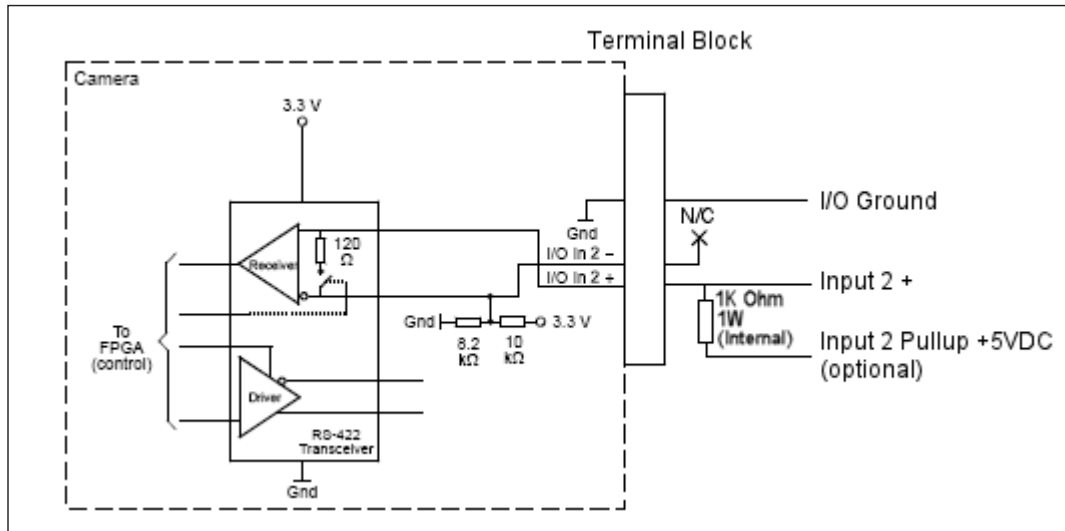 Terminal Block
Camera
3.3 V
I/O Ground
N/C
Gnd
120
Ω
I/O In 2 –
Receiver
I/O In 2 +
Input 2 +
1K Ohm
1W
(Internal)
Gnd
3.3 V
8.2
kΩ
10
kΩ
To
FPGA
(control)
Input 2 Pullup +5VDC
(optional)
Driver
RS-422
Transceiver
Gnd